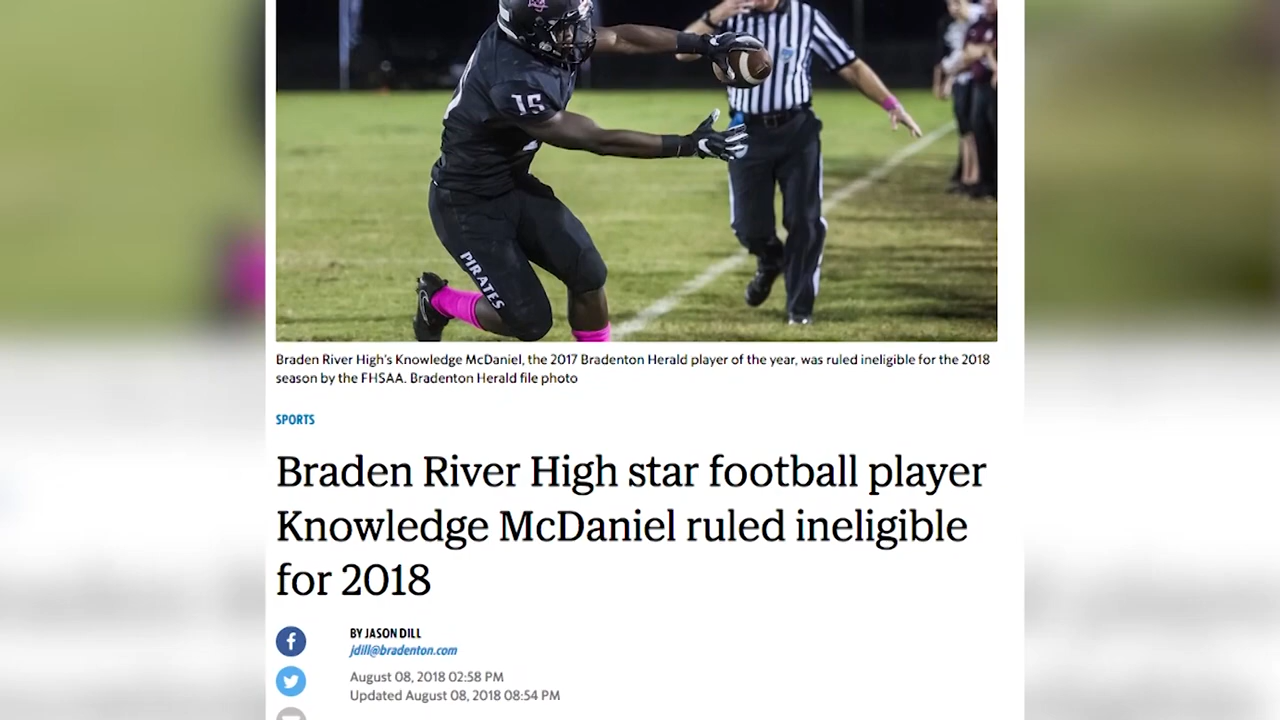 15
PIRATES
Braden River High's Knowledge McDaniel, the 2017 Bradenton Herald player of the year, was ruled ineligible for the 2018
season by the FHSAA. Bradenton Herald file photo
SPORTS
Braden River High star football player
Knowledge McDaniel ruled ineligible
for 2018
BY JASON DILL
jdill@bradenton.com
August 08, 2018 02:58 PM
Updated August 08, 2018 08:54 PM